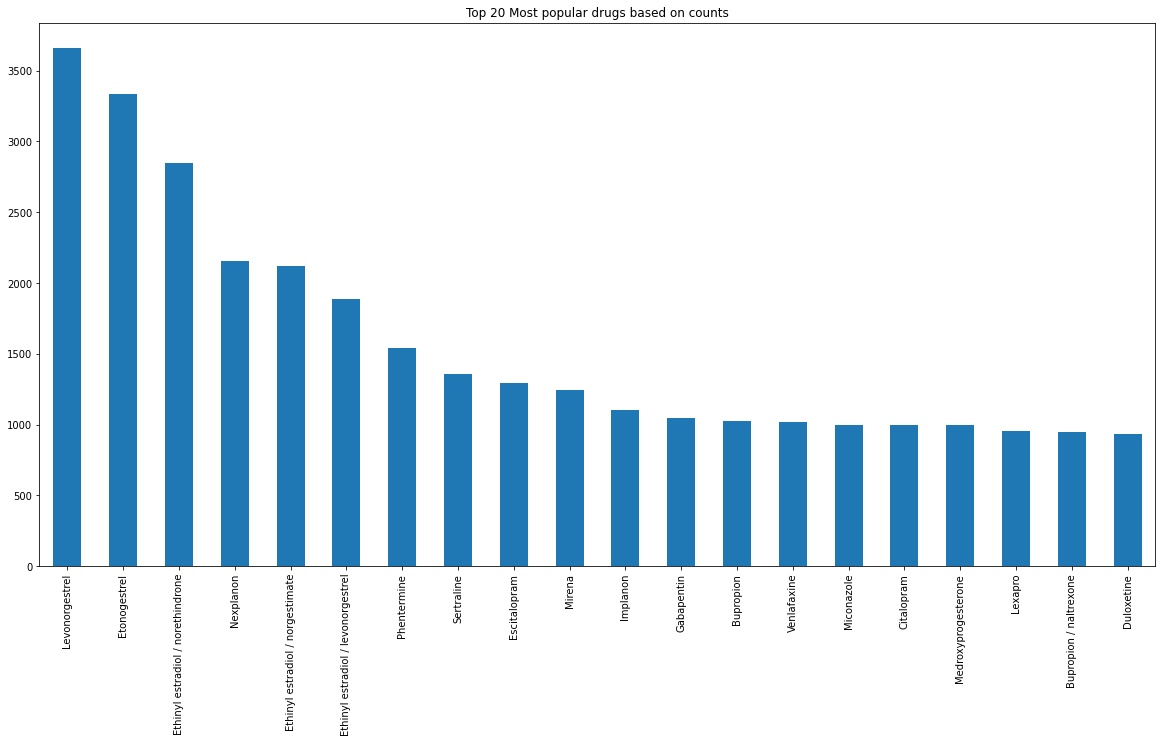 Top 20 Most popular drugs based on counts
3500
3000
2500
2000
1500
1000
500
0
Levonorgestrel
Etonogestrel
Ethinyl estradiol / norethindrone
Nexplanon
Ethinyl estradiol / norgestimate
Ethinyl estradiol / levonorgestrel
Phentermine
Sertraline
Escitalopram
Mirena
Implanon
Gabapentin
Bupropion
Venlafaxine
Miconazole
Citalopram
Medroxyprogesterone
Lexapro
Bupropion / naltrexone
Duloxetine